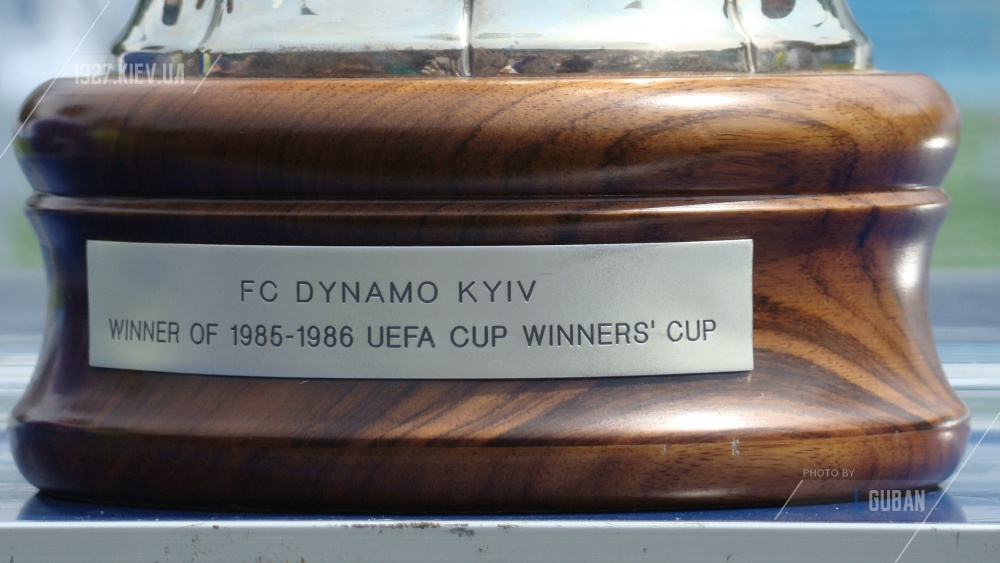 1927.KIEV.UA
FC DYNAMO KYIV
WINNER OF 1985-1986 UEFA CUP WINNERS' CUP
PHOTO BY
GUBAN